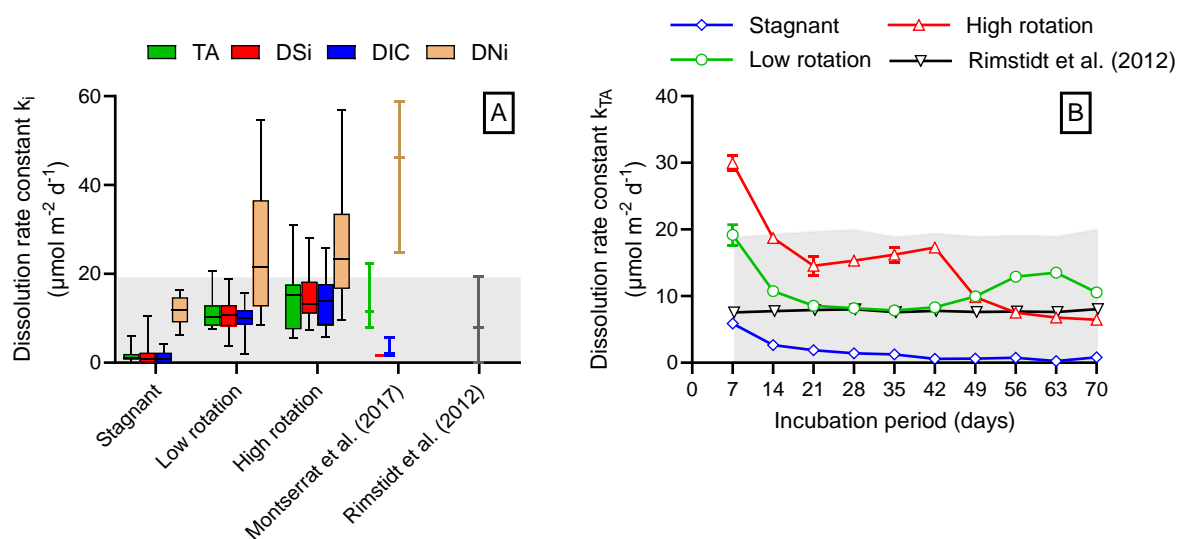 TA DSi DIC DNi
A
Dissolution rate constant kᵢ
(µmol m⁻² d⁻¹)
60
40
20
0
Stagnant
Low rotation
High rotation
Montserrat et al. (2017)
Rimstidt et al. (2012)
Stagnant High rotation
Low rotation Rimstidt et al. (2012)
B
Dissolution rate constant k_TA
(µmol m⁻² d⁻¹)
40
30
20
10
0
0 7 14 21 28 35 42 49 56 63 70
Incubation period (days)